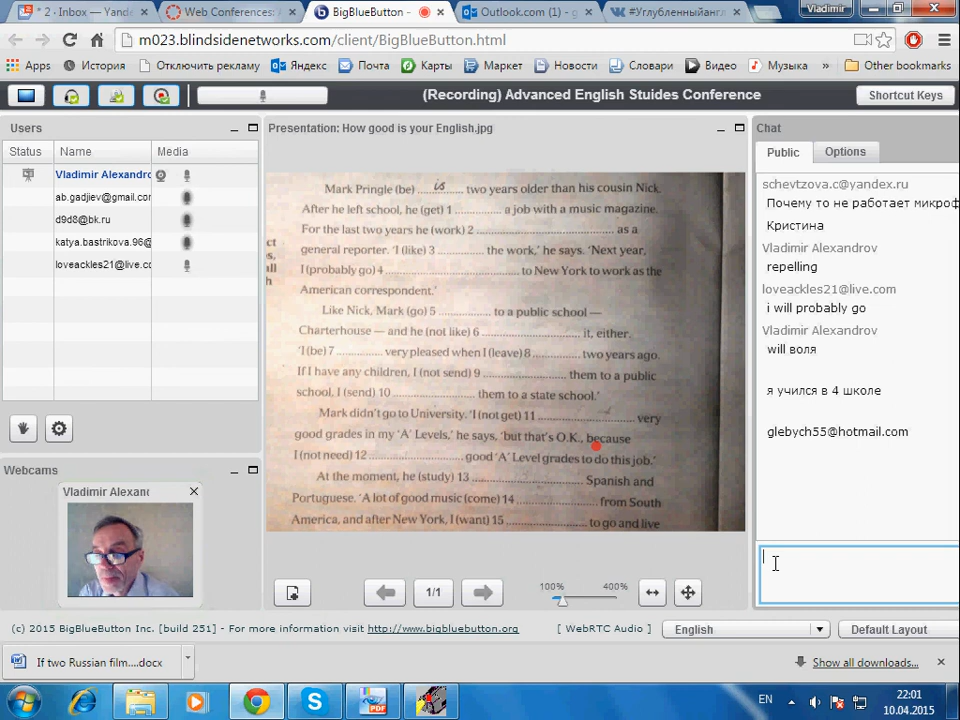 * 2 · Inbox — Yande
Web Conferences:
BigBlueButton -
Outlook.com (1) - g
#Углубленныйангл
Vladimir
m023.blindsidenetworks.com/client/BigBlueButton.html
Apps
История
Отключить рекламу
Яндекс
Почта
Карты
Маркет
Новости
Словари
Видео
Музыка
»
Other bookmarks
(Recording) Advanced English Stuides Conference
Shortcut Keys
Users
Presentation: How good is your English.jpg
Chat
Status
Name
Media
Public
Options
Vladimir Alexandro
ab.gadjiev@gmail.com
d9d8@bk.ru
katya.bastrikova.96@
loveackles21@live.co
schevtzova.c@yandex.ru
Почему то не работает микроф
Кристина
Vladimir Alexandrov
repelling
loveackles21@live.com
i will probably go
Vladimir Alexandrov
will воля
я учился в 4 школе
glebych55@hotmail.com
Mark Pringle (be) ....is..... two years older than his cousin Nick.
After he left school, he (get) 1 ............. a job with a music magazine.
For the last two years he (work) 2 ...................................... as a
general reporter. 'I (like) 3 ............ the work,' he says. 'Next year,
I (probably go) 4 ..................................... to New York to work as the
American correspondent.'
Like Nick, Mark (go) 5 ................ to a public school —
Charterhouse — and he (not like) 6 ........................... it, either.
'I (be) 7 ............. very pleased when I (leave) 8 .............. two years ago.
If I have any children, I (not send) 9 ....................... them to a public
school, I (send) 10 ....................... them to a state school.'
Mark didn't go to University. 'I (not get) 11 ........................... very
good grades in my 'A' Levels,' he says, 'but that's O.K., because
I (not need) 12 ......................... good 'A' Level grades to do this job.'
At the moment, he (study) 13 .............................. Spanish and
Portuguese. 'A lot of good music (come) 14 ........................ from South
America, and after New York, I (want) 15 ...................... to go and live
ct
s,
all
h
Webcams
Vladimir Alexand
1/1
100%
400%
(c) 2015 BigBlueButton Inc. [build 251] - For more information visit http://www.bigbluebutton.org
[ WebRTC Audio ]
English
Default Layout
If two Russian film....docx
Show all downloads...
EN
22:01
10.04.2015